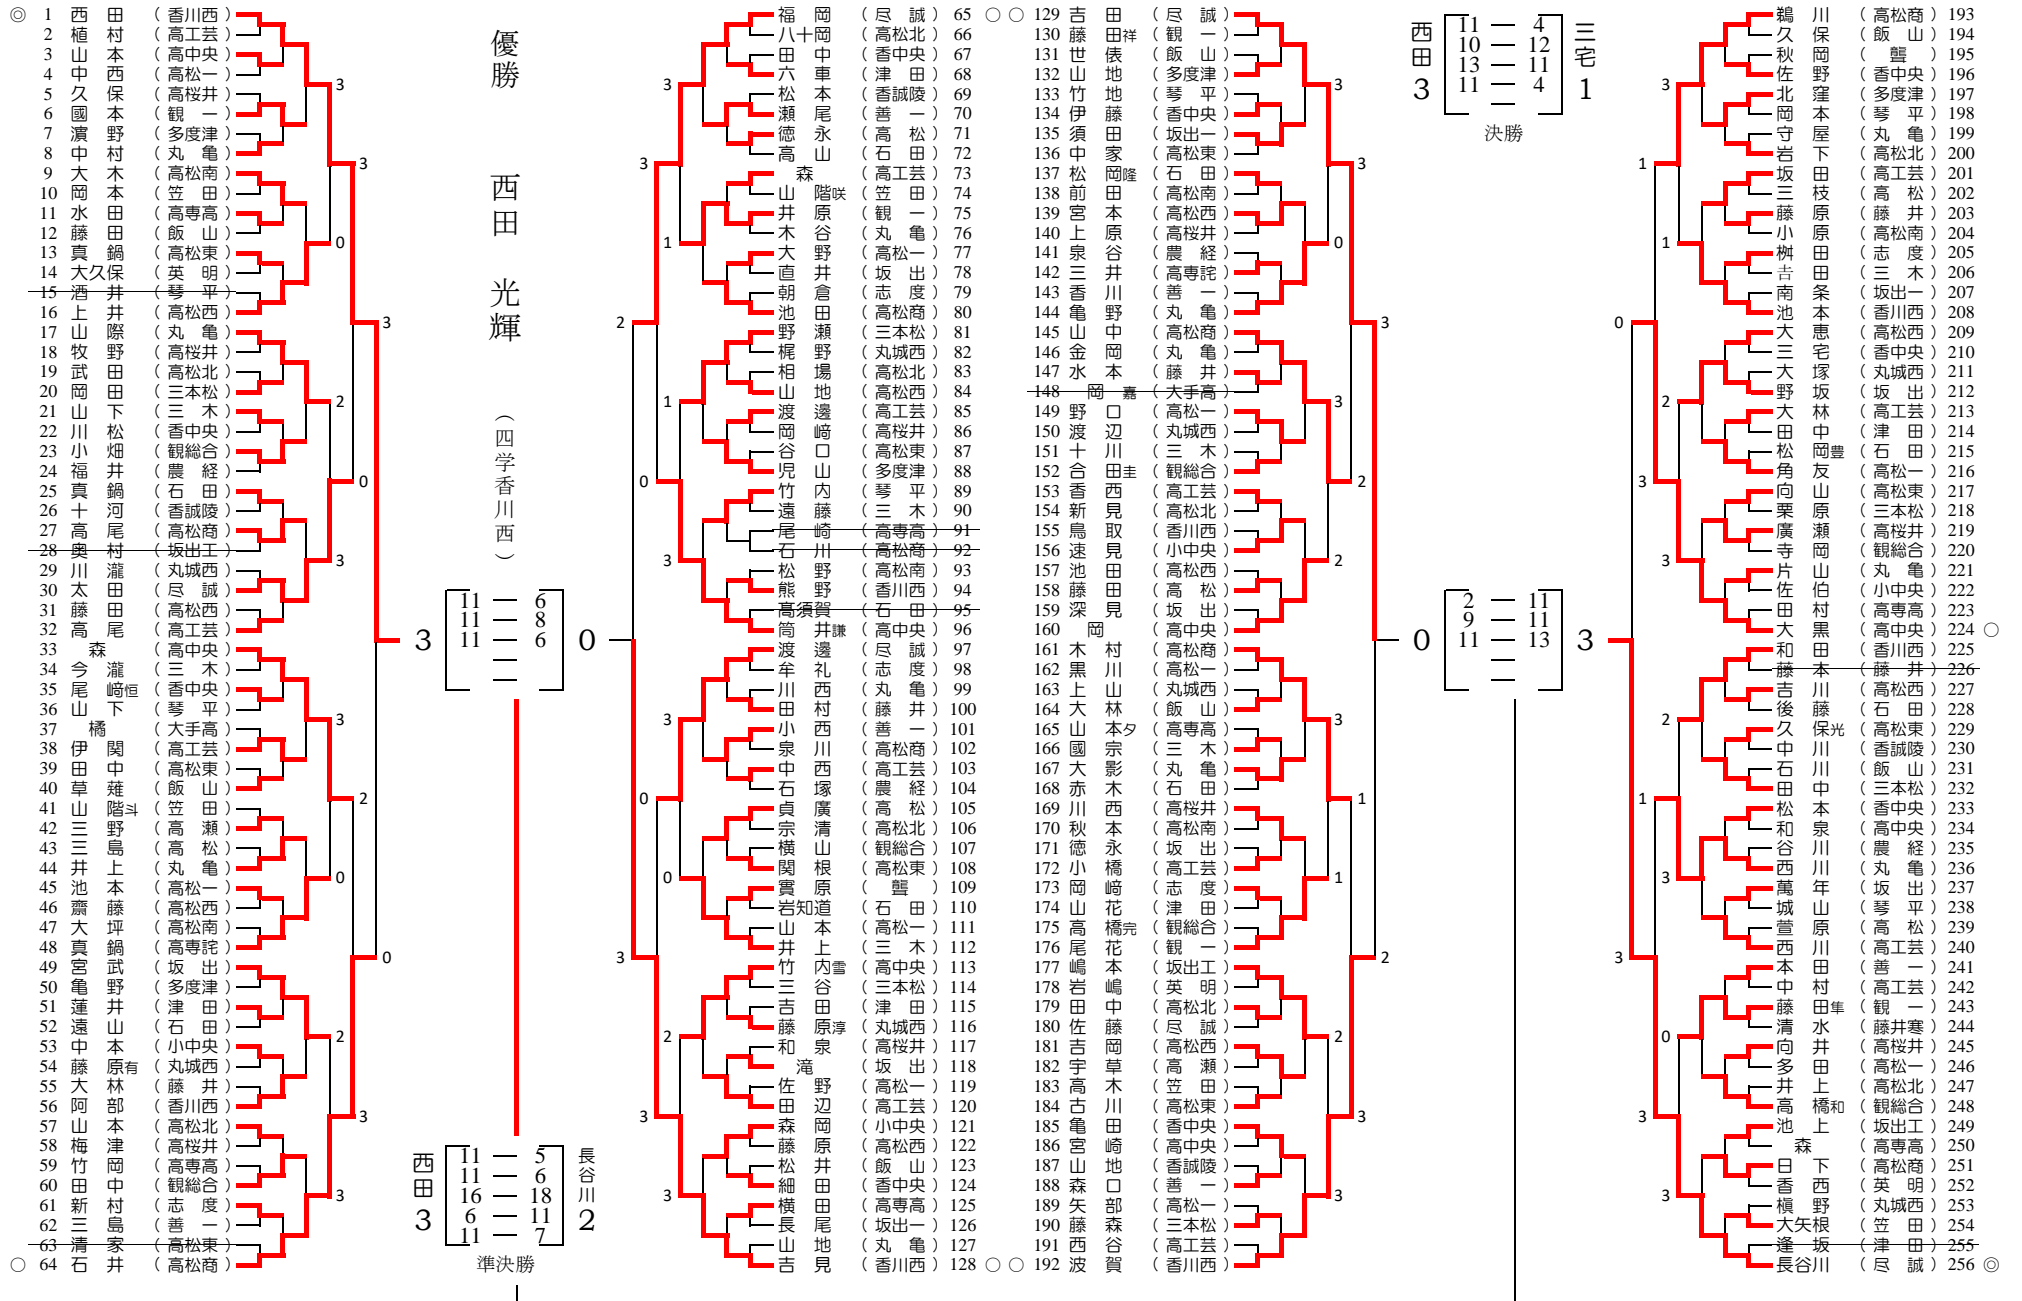 ◎ 1 西田 (香川西)
2 植村 (高工芸)
3 山本 (高中央)
4 中西 (高松一)
5 久保 (高桜井)
6 國本 (観一)
7 濵野 (多度津)
8 中村 (丸亀)
9 大木 (高松南)
10 岡本 (笠田)
11 水田 (高専高)
12 藤田 (飯山)
13 真鍋 (高松東)
14 大久保 (英明)
15 酒井 (琴平)
16 上井 (高松西)
17 山際 (丸亀)
18 牧野 (高桜井)
19 武田 (高松北)
20 岡田 (三本松)
21 山下 (三木)
22 川松 (香中央)
23 小畑 (観総合)
24 福井 (農経)
25 真鍋 (石田)
26 十河 (香誠陵)
27 高尾 (高松商)
28 奥村 (坂出工)
29 川瀧 (丸城西)
30 太田 (尽誠)
31 藤田 (高松西)
32 高尾 (高工芸)
33 森 (高中央)
34 今瀧 (三木)
35 尾﨑恒 (香中央)
36 山下 (琴平)
37 橘 (大手高)
38 伊関 (高工芸)
39 田中 (高松東)
40 草薙 (飯山)
41 山階斗 (笠田)
42 三野 (高瀬)
43 三島 (高松)
44 井上 (丸亀)
45 池本 (高松一)
46 齋藤 (高松西)
47 大坪 (高松南)
48 真鍋 (高専詫)
49 宮武 (坂出)
50 亀野 (多度津)
51 蓮井 (津田)
52 遠山 (石田)
53 中本 (小中央)
54 藤原有 (丸城西)
55 大林 (藤井)
56 阿部 (香川西)
57 山本 (高松北)
58 梅津 (高桜井)
59 竹岡 (高専高)
60 田中 (観総合)
61 新村 (志度)
62 三島 (善一)
63 清家 (高松東)
○ 64 石井 (高松商)
3
3
0
3
2
0
3
3
3
2
0
2
3
3
2
0
優勝 西田 光輝 (四学香川西)
3
11 — 6
11 — 8
11 — 6
—
—
0
西田 3
11 — 5
11 — 6
16 — 18
6 — 11
11 — 7
長谷川 2
準決勝
福岡 (尽誠) 65 ○
八十岡 (高松北) 66
田中 (香中央) 67
六車 (津田) 68
松本 (香誠陵) 69
瀬尾 (善一) 70
徳永 (高松) 71
高山 (石田) 72
森 (高工芸) 73
山階咲 (笠田) 74
井原 (観一) 75
木谷 (丸亀) 76
大野 (高松一) 77
直井 (坂出) 78
朝倉 (志度) 79
池田 (高松商) 80
野瀬 (三本松) 81
梶野 (丸城西) 82
相場 (高松北) 83
山地 (高松西) 84
渡邊 (高工芸) 85
岡﨑 (高桜井) 86
谷口 (高松東) 87
児山 (多度津) 88
竹内 (琴平) 89
遠藤 (三木) 90
尾崎 (高専高) 91
石川 (高松商) 92
松野 (高松南) 93
熊野 (香川西) 94
高須賀 (石田) 95
筒井謙 (高中央) 96
渡邊 (尽誠) 97
牟礼 (志度) 98
川西 (丸亀) 99
田村 (藤井) 100
小西 (善一) 101
泉川 (高松商) 102
中西 (高工芸) 103
石塚 (農経) 104
貞廣 (高松) 105
宗清 (高松北) 106
横山 (観総合) 107
関根 (高松東) 108
實原 (聾) 109
岩知道 (石田) 110
山本 (高松一) 111
井上 (三木) 112
竹内雪 (高中央) 113
三谷 (三本松) 114
吉田 (津田) 115
藤原淳 (丸城西) 116
和泉 (高桜井) 117
滝 (坂出) 118
佐野 (高松一) 119
田辺 (高工芸) 120
森岡 (小中央) 121
藤原 (高松西) 122
松井 (飯山) 123
細田 (香中央) 124
横田 (高専高) 125
長尾 (坂出一) 126
山地 (丸亀) 127
吉見 (香川西) 128 ○
3
3
1
2
1
0
3
3
0
0
3
2
3
3
○ 129 吉田 (尽誠)
130 藤田祥 (観一)
131 世俵 (飯山)
132 山地 (多度津)
133 竹地 (琴平)
134 伊藤 (香中央)
135 須田 (坂出一)
136 中家 (高松東)
137 松岡隆 (石田)
138 前田 (高松南)
139 宮本 (高松西)
140 上原 (高桜井)
141 泉谷 (農経)
142 三井 (高専詫)
143 香川 (善一)
144 亀野 (丸亀)
145 山中 (高松商)
146 金岡 (丸亀)
147 水本 (藤井)
148 岡嘉 (大手高)
149 野口 (高松一)
150 渡辺 (丸城西)
151 十川 (三木)
152 合田圭 (観総合)
153 香西 (高工芸)
154 新見 (高松北)
155 鳥取 (香川西)
156 速見 (小中央)
157 池田 (高松西)
158 藤田 (高松)
159 深見 (坂出)
160 岡 (高中央)
161 木村 (高松商)
162 黒川 (高松一)
163 上山 (丸城西)
164 大林 (飯山)
165 山本夕 (高専高)
166 國宗 (三木)
167 大影 (丸亀)
168 赤木 (石田)
169 川西 (高桜井)
170 秋本 (高松南)
171 徳永 (坂出)
172 小橋 (高工芸)
173 岡﨑 (志度)
174 山花 (津田)
175 高橋完 (観総合)
176 尾花 (観一)
177 嶋本 (坂出工)
178 岩嶋 (英明)
179 田中 (高松北)
180 佐藤 (尽誠)
181 吉岡 (高松西)
182 宇草 (高瀬)
183 高木 (笠田)
184 古川 (高松東)
185 亀田 (香中央)
186 宮崎 (高中央)
187 山地 (香誠陵)
188 森口 (善一)
189 矢部 (高松一)
190 藤森 (三本松)
191 西谷 (高工芸)
○ 192 波賀 (香川西)
3
3
0
3
3
2
2
3
1
1
2
2
3
3
西田 3
11 — 4
10 — 12
13 — 11
11 — 4
—
三宅 1
決勝
0
2 — 11
9 — 11
11 — 13
—
—
3
鵜川 (高松商) 193
久保 (飯山) 194
秋岡 (聾) 195
佐野 (香中央) 196
北窪 (多度津) 197
岡本 (琴平) 198
守屋 (丸亀) 199
岩下 (高松北) 200
坂田 (高工芸) 201
三枝 (高松) 202
藤原 (藤井) 203
小原 (高松南) 204
桝田 (志度) 205
𠮷田 (三木) 206
南条 (坂出一) 207
池本 (香川西) 208
大恵 (高松西) 209
三宅 (香中央) 210
大塚 (丸城西) 211
野坂 (坂出) 212
大林 (高工芸) 213
田中 (津田) 214
松岡豊 (石田) 215
角友 (高松一) 216
向山 (高松東) 217
栗原 (三本松) 218
廣瀬 (高桜井) 219
寺岡 (観総合) 220
片山 (丸亀) 221
佐伯 (小中央) 222
田村 (高専高) 223
大黒 (高中央) 224 ○
和田 (香川西) 225
藤本 (藤井) 226
吉川 (高松西) 227
後藤 (石田) 228
久保光 (高松東) 229
中川 (香誠陵) 230
石川 (飯山) 231
田中 (三本松) 232
松本 (香中央) 233
和泉 (高中央) 234
谷川 (農経) 235
西川 (丸亀) 236
萬年 (坂出) 237
城山 (琴平) 238
萱原 (高松) 239
西川 (高工芸) 240
本田 (善一) 241
中村 (高工芸) 242
藤田隼 (観一) 243
清水 (藤井寒) 244
向井 (高桜井) 245
多田 (高松一) 246
井上 (高松北) 247
高橋和 (観総合) 248
池上 (坂出工) 249
森 (高専高) 250
日下 (高松商) 251
香西 (英明) 252
槇野 (丸城西) 253
大矢根 (笠田) 254
逢坂 (津田) 255
長谷川 (尽誠) 256 ◎
3
1
1
0
2
3
3
2
1
3
3
0
3
3